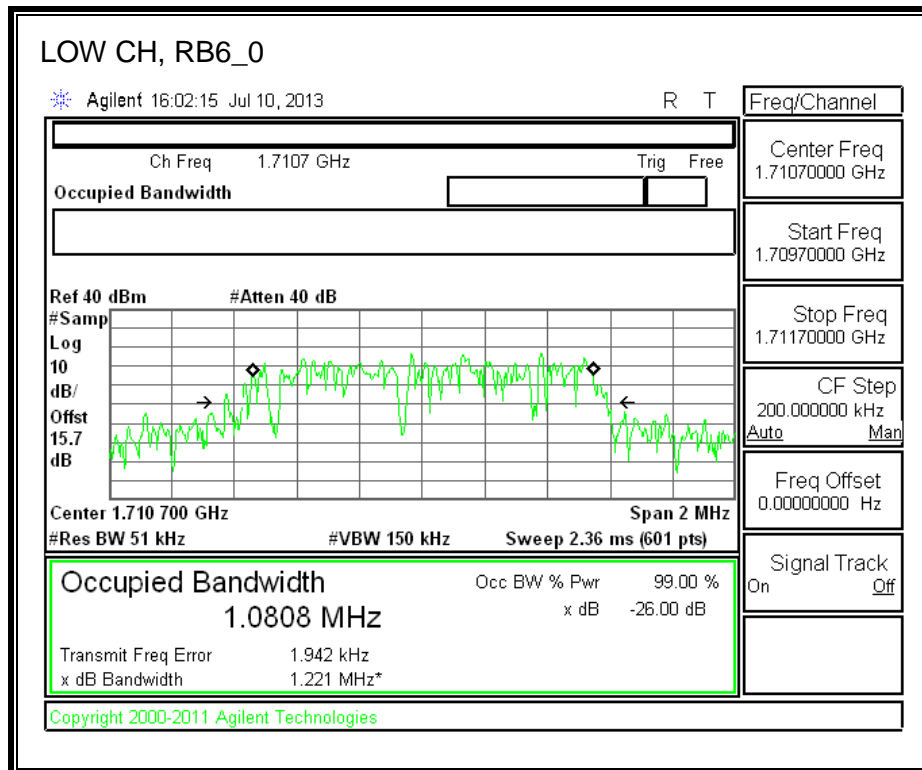 LOW CH, RB6_0
Agilent 16:02:15 Jul 10, 2013 R T
Freq/Channel
Ch Freq 1.7107 GHz Trig Free
Occupied Bandwidth
Center Freq
1.71070000 GHz
Start Freq
1.70970000 GHz
Stop Freq
1.71170000 GHz
CF Step
200.000000 kHz
Auto Man
Freq Offset
0.00000000 Hz
Signal Track
On Off
Ref 40 dBm #Atten 40 dB
#Samp
Log
10
dB/
Offst
15.7
dB
Center 1.710 700 GHz Span 2 MHz
#Res BW 51 kHz #VBW 150 kHz Sweep 2.36 ms (601 pts)
Occupied Bandwidth Occ BW % Pwr 99.00 %
1.0808 MHz x dB -26.00 dB
Transmit Freq Error 1.942 kHz
x dB Bandwidth 1.221 MHz*
Copyright 2000-2011 Agilent Technologies